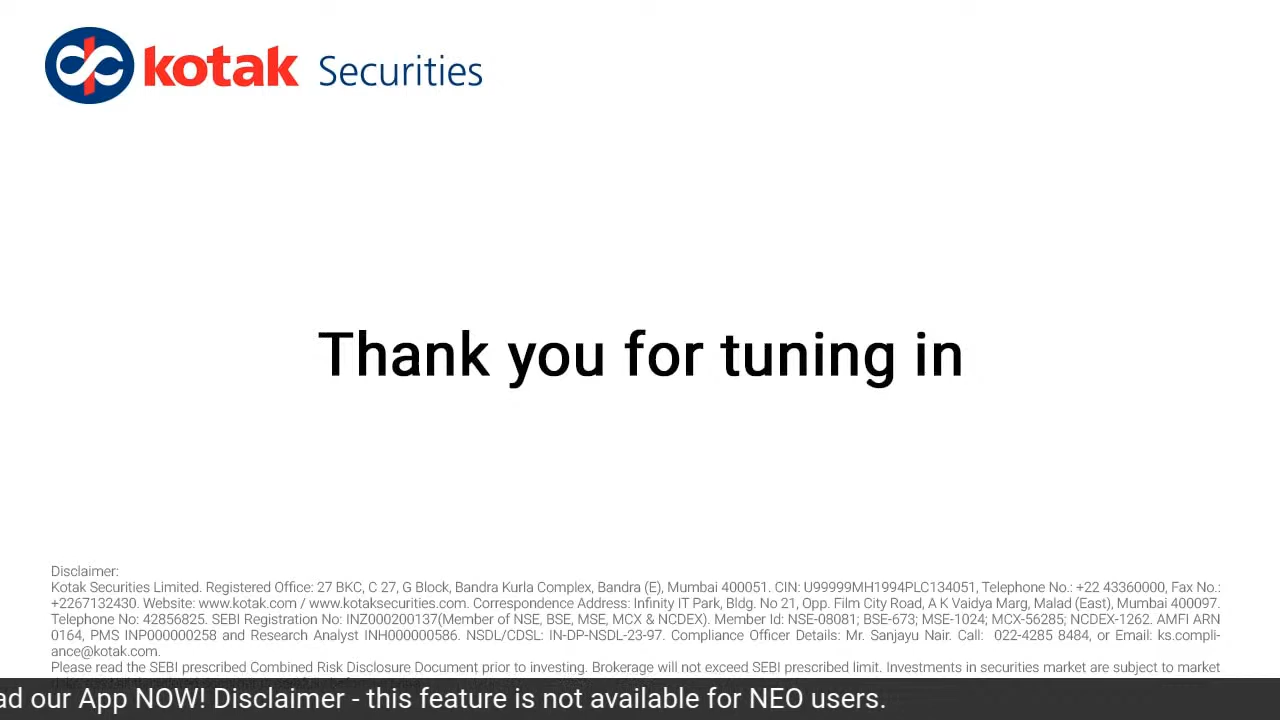 kotak Securities
Thank you for tuning in
Disclaimer:
Kotak Securities Limited. Registered Office: 27 BKC, C 27, G Block, Bandra Kurla Complex, Bandra (E), Mumbai 400051. CIN: U99999MH1994PLC134051, Telephone No.: +22 43360000, Fax No.:
+2267132430. Website: www.kotak.com / www.kotaksecurities.com. Correspondence Address: Infinity IT Park, Bldg. No 21, Opp. Film City Road, A K Vaidya Marg, Malad (East), Mumbai 400097.
Telephone No: 42856825. SEBI Registration No: INZ000200137(Member of NSE, BSE, MSE, MCX & NCDEX). Member Id: NSE-08081; BSE-673; MSE-1024; MCX-56285; NCDEX-1262. AMFI ARN
0164, PMS INP000000258 and Research Analyst INH000000586. NSDL/CDSL: IN-DP-NSDL-23-97. Compliance Officer Details: Mr. Sanjayu Nair. Call: 022-4285 8484, or Email: ks.compli-
ance@kotak.com.
Please read the SEBI prescribed Combined Risk Disclosure Document prior to investing. Brokerage will not exceed SEBI prescribed limit. Investments in securities market are subject to market
ad our App NOW! Disclaimer - this feature is not available for NEO users.